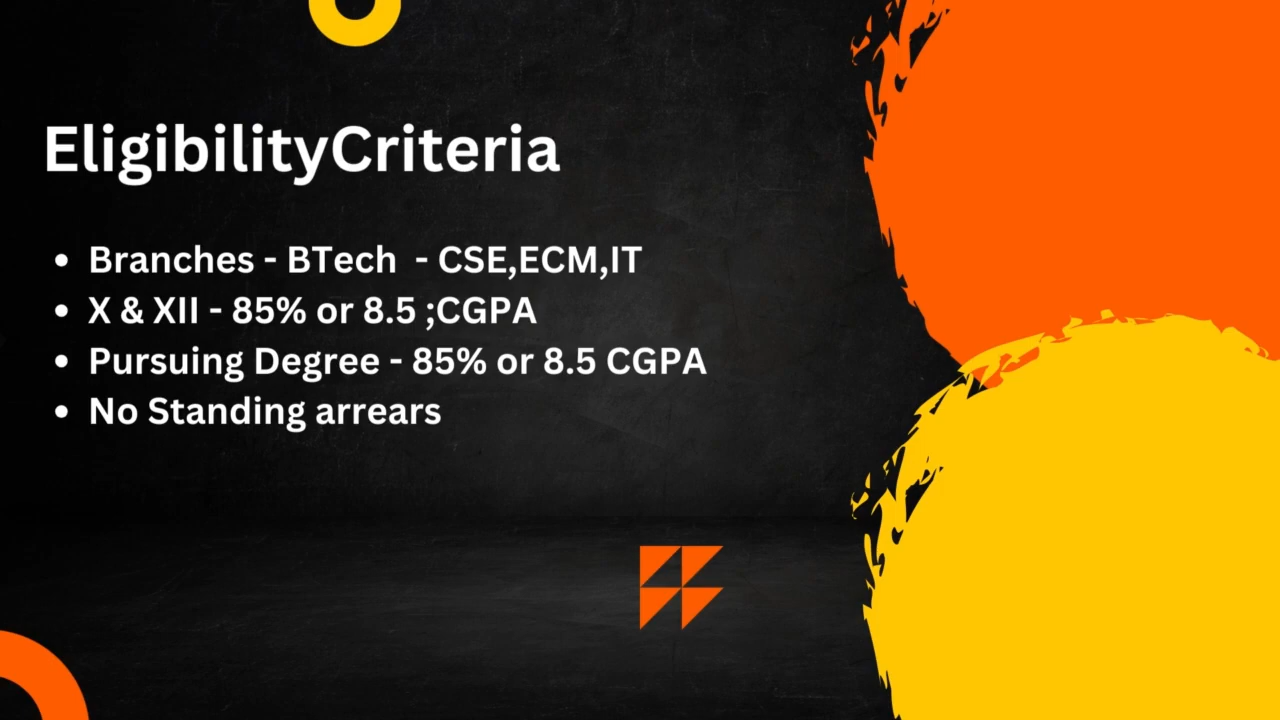 EligibilityCriteria
• Branches - BTech - CSE,ECM,IT
• X & XII - 85% or 8.5 ;CGPA
• Pursuing Degree - 85% or 8.5 CGPA
• No Standing arrears